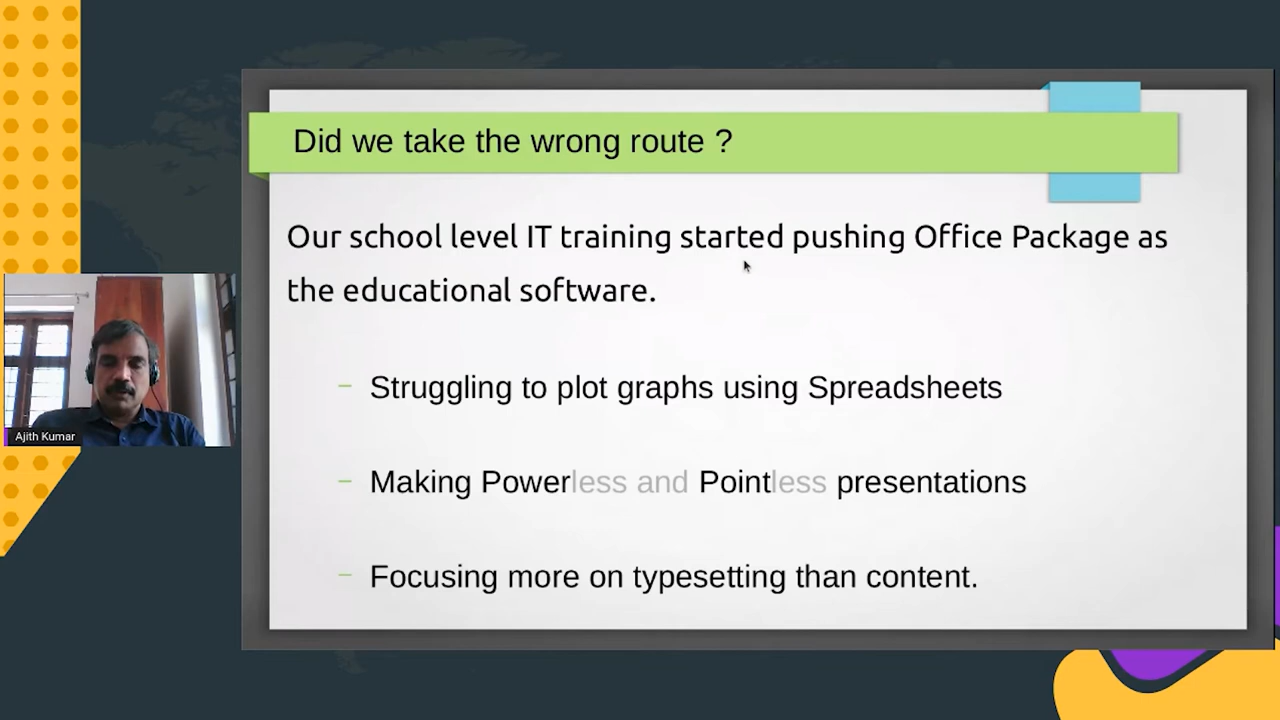 Did we take the wrong route ?
Our school level IT training started pushing Office Package as
the educational software.
– Struggling to plot graphs using Spreadsheets
– Making Powerless and Pointless presentations
– Focusing more on typesetting than content.
Ajith Kumar